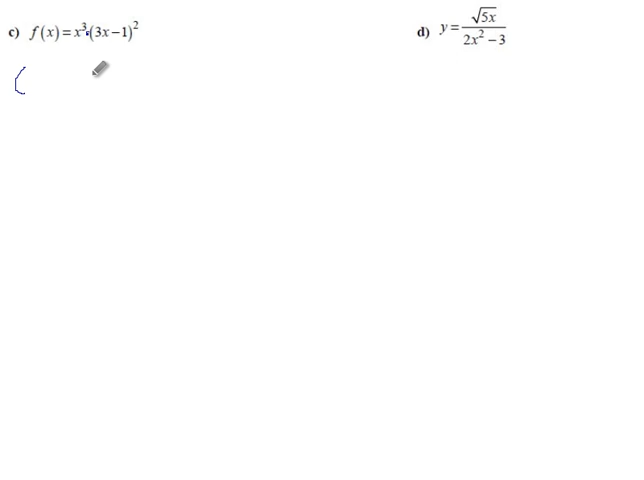 c) f(x)=x³·(3x−1)²
d) y=√5x/2x²−3
(